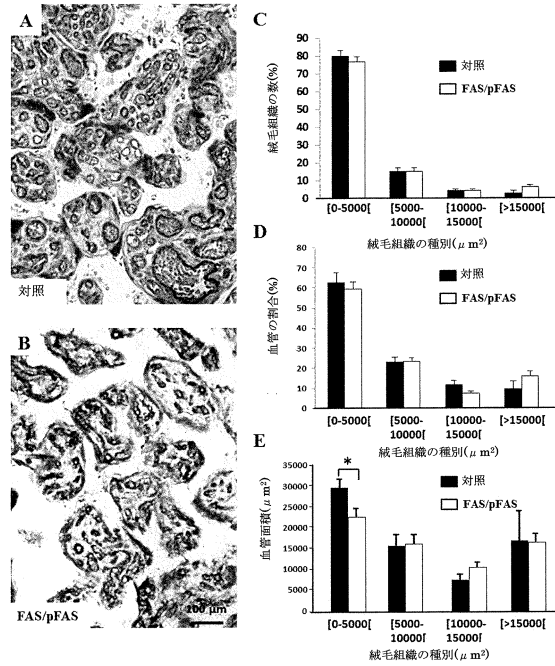 A
対照
B
FAS/pFAS
100 μm
C
絨毛組織の数(%)
90
80
70
60
50
40
30
20
10
0
対照
FAS/pFAS
[0-5000[
[5000-
10000[
[10000-
15000[
[>15000[
絨毛組織の種別(μm²)
D
血管の割合(%)
80
70
60
50
40
30
20
10
0
対照
FAS/pFAS
[0-5000[
[5000-
10000[
[10000-
15000[
[>15000[
絨毛組織の種別(μm²)
E
血管面積(μm²)
35000
30000
25000
20000
15000
10000
5000
0000
*
対照
FAS/pFAS
[0-5000[
[5000-
10000[
[10000-
15000[
[>15000[
絨毛組織の種別(μm²)